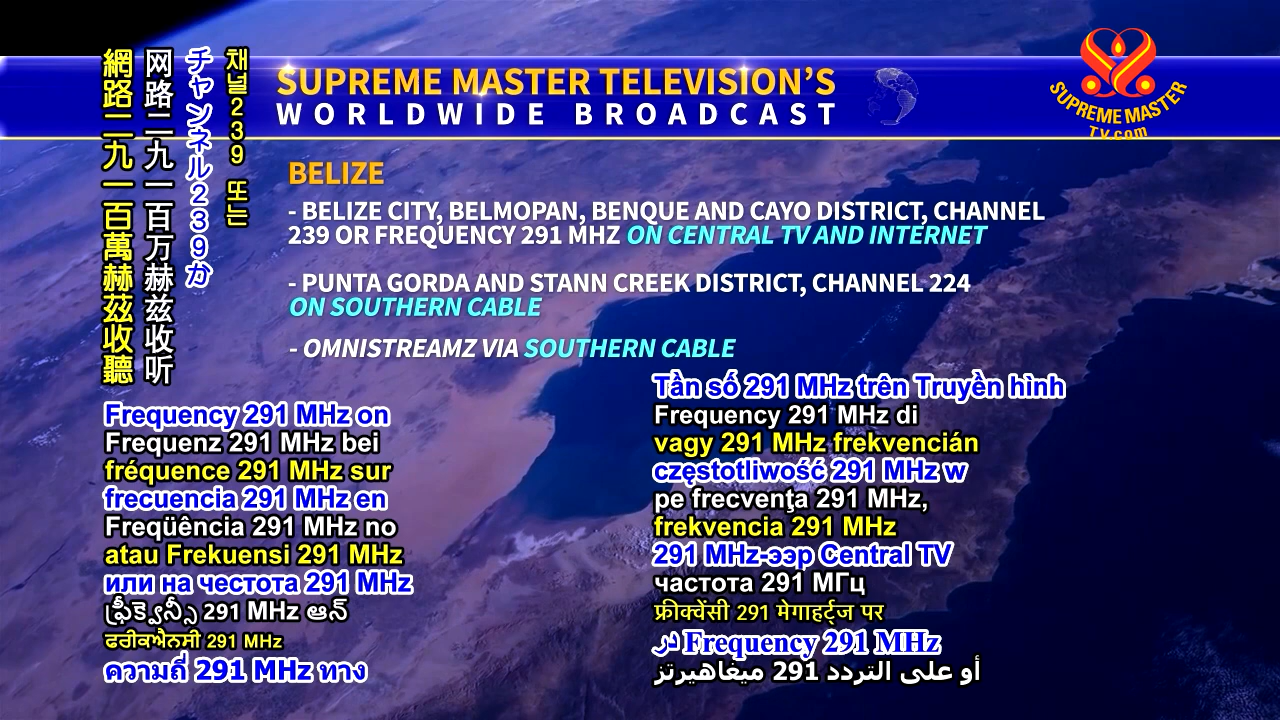 SUPREME MASTER TELEVISION'S
WORLDWIDE BROADCAST
SUPREME MASTER
TV.com
網路二九一百萬赫茲收聽
网路二九一百万赫兹收听
チャンネル239か
채널239 또는
BELIZE
- BELIZE CITY, BELMOPAN, BENQUE AND CAYO DISTRICT, CHANNEL
239 OR FREQUENCY 291 MHZ ON CENTRAL TV AND INTERNET
- PUNTA GORDA AND STANN CREEK DISTRICT, CHANNEL 224
ON SOUTHERN CABLE
- OMNISTREAMZ VIA SOUTHERN CABLE
Frequency 291 MHz on
Frequenz 291 MHz bei
fréquence 291 MHz sur
frecuencia 291 MHz en
Freqüência 291 MHz no
atau Frekuensi 291 MHz
или на честота 291 MHz
ఫ్రీక్వెన్సీ 291 MHz ఆన్
ਫਰੀਕਐਨਸੀ 291 MHz
ความถี่ 291 MHz ทาง
Tần số 291 MHz trên Truyền hình
Frequency 291 MHz di
vagy 291 MHz frekvencián
częstotliwość 291 MHz w
pe frecvenţa 291 MHz,
frekvencia 291 MHz
291 MHz-ээр Central TV
частота 291 МГц
फ्रीक्वेंसी 291 मेगाहर्ट्ज पर
در Frequency 291 MHz
أو على التردد 291 ميغاهيرتز